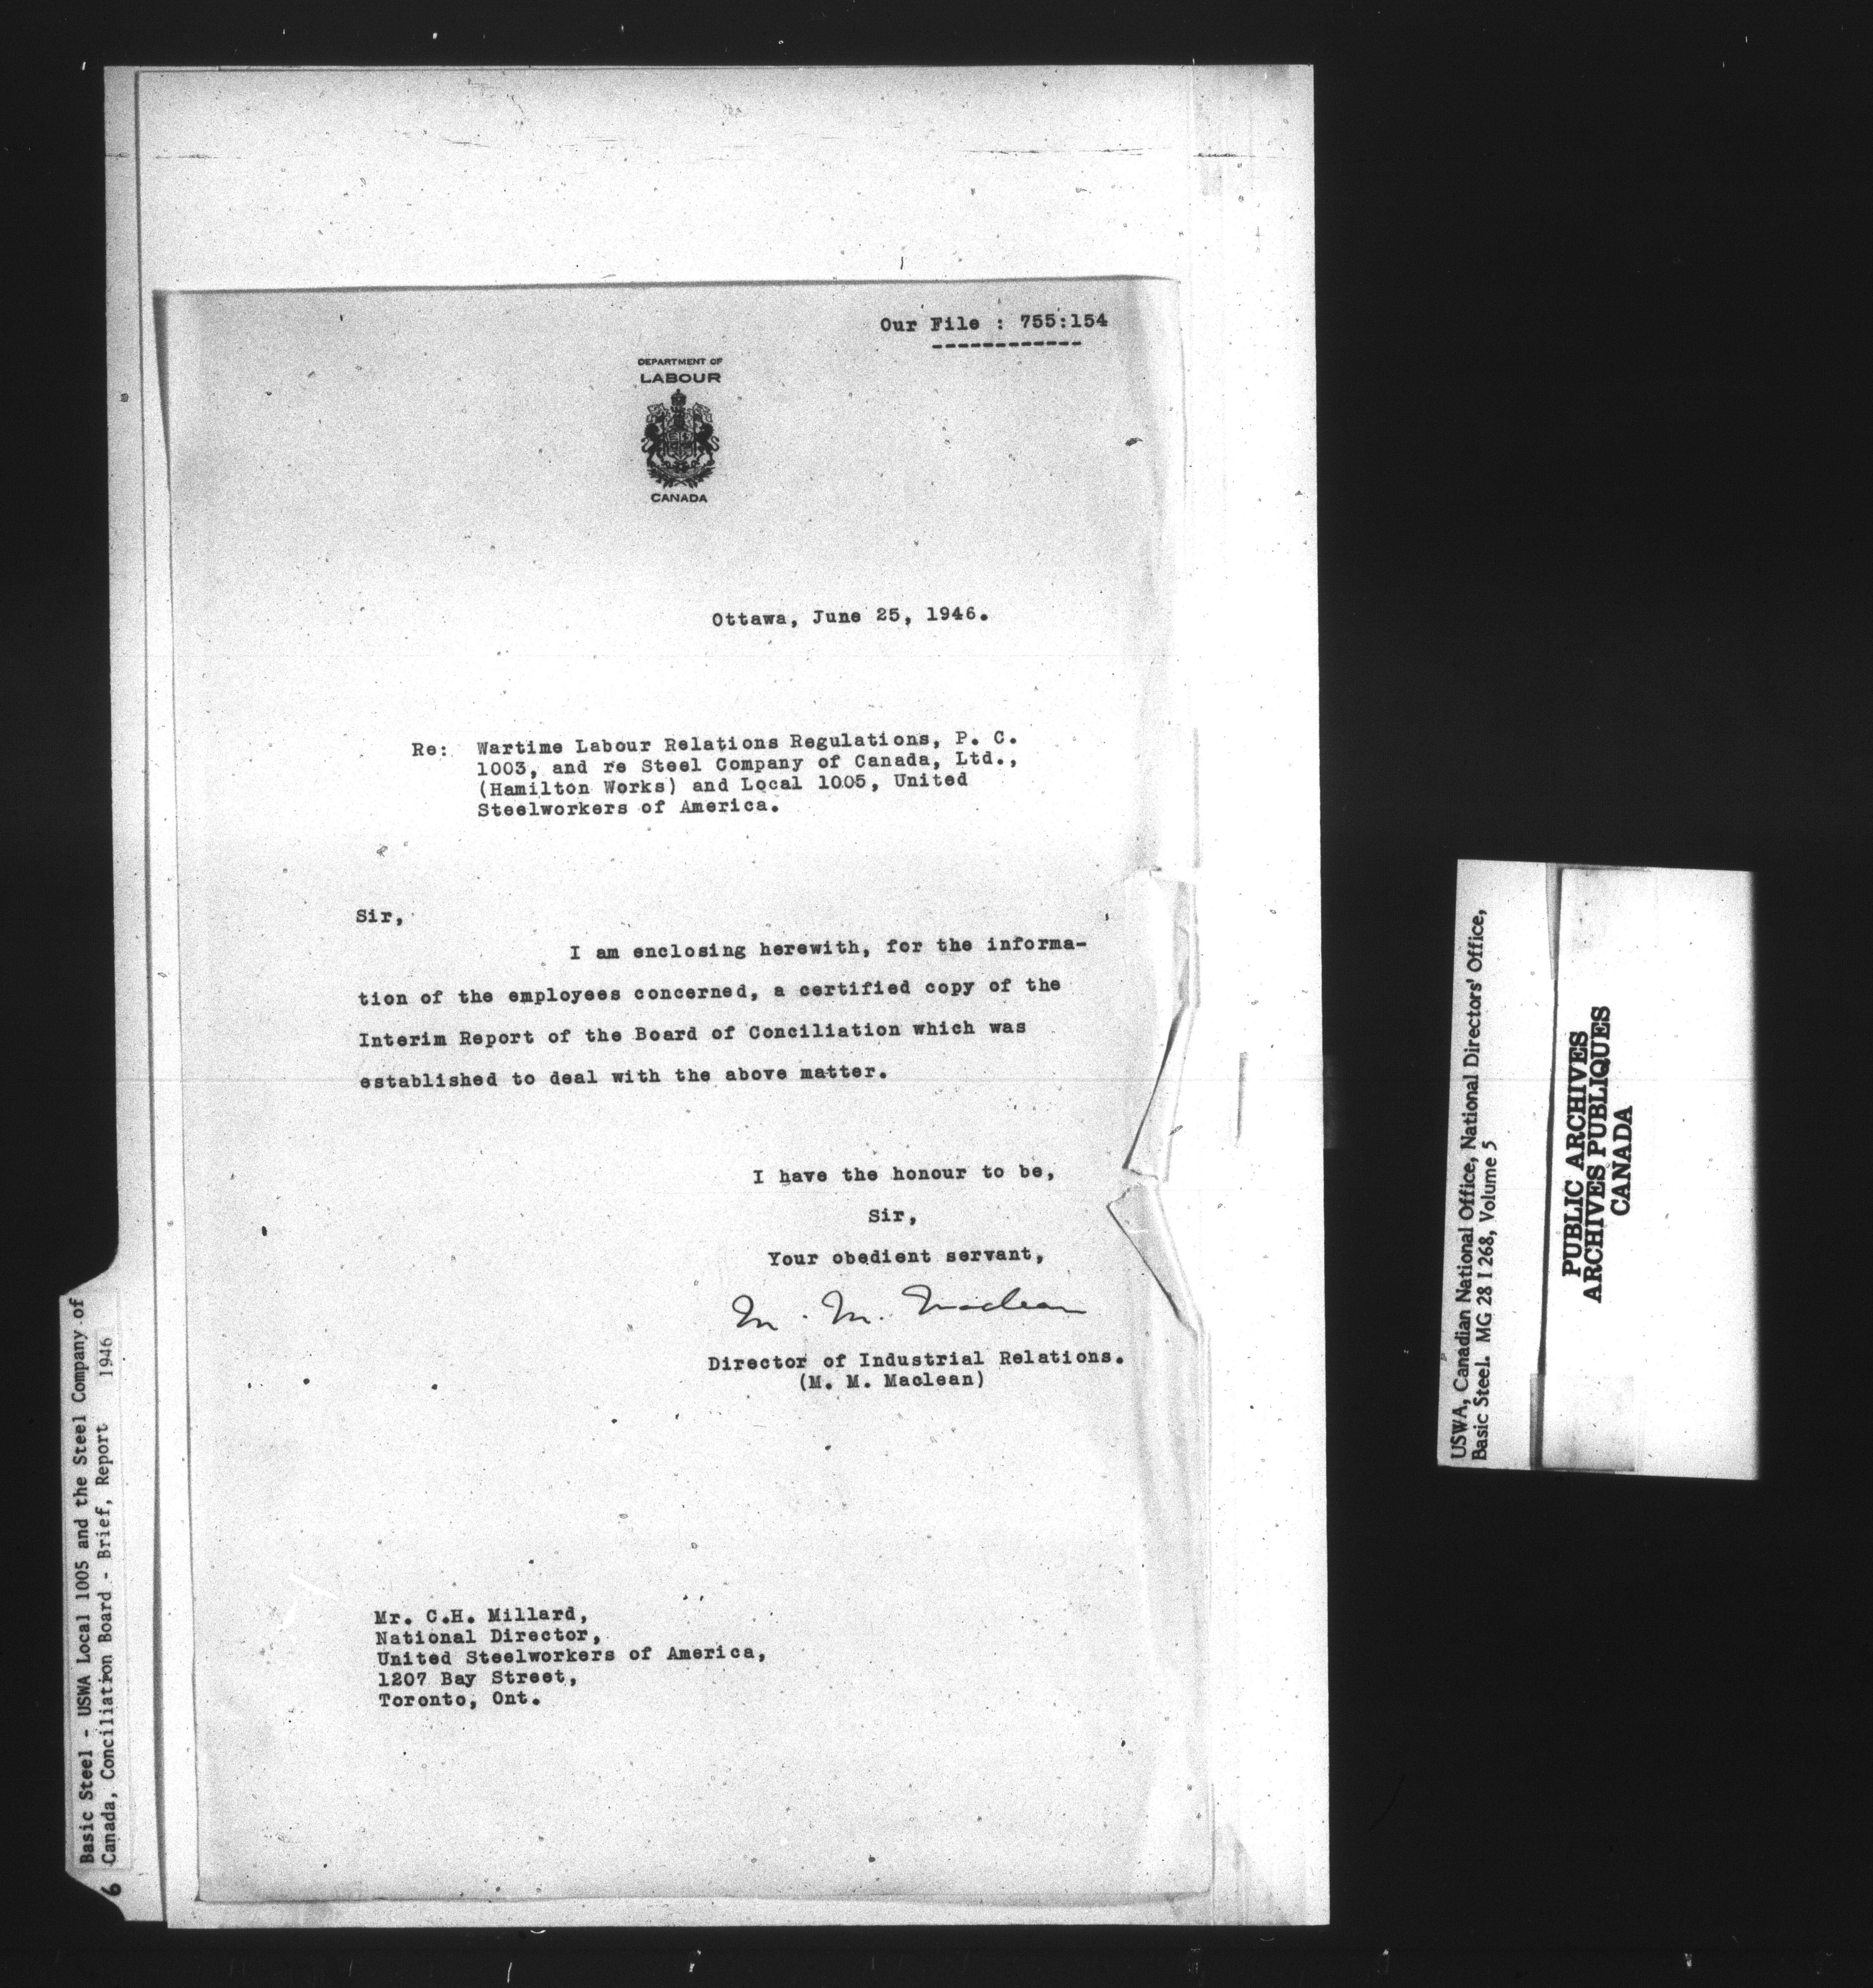 Our File : 755:154
DEPARTMENT OF
LABOUR
CANADA
Ottawa, June 25, 1946.
Re: Wartime Labour Relations Regulations, P. C.
1003, and re Steel Company of Canada, Ltd.,
(Hamilton Works) and Local 1005, United
Steelworkers of America.
Sir,
I am enclosing herewith, for the informa-
tion of the employees concerned, a certified copy of the
Interim Report of the Board of Conciliation which was
established to deal with the above matter.
I have the honour to be,
Sir,
Your obedient servant,
M. M. Maclean
Director of Industrial Relations.
(M. M. Maclean)
Mr. C.H. Millard,
National Director,
United Steelworkers of America,
1207 Bay Street,
Toronto, Ont.
Basic Steel - USWA Local 1005 and the Steel Company of
Canada, Conciliation Board - Brief, Report 1946
6
USWA, Canadian National Office, National Directors' Office,
Basic Steel. MG 28 I 268, Volume 5
PUBLIC ARCHIVES
ARCHIVES PUBLIQUES
CANADA